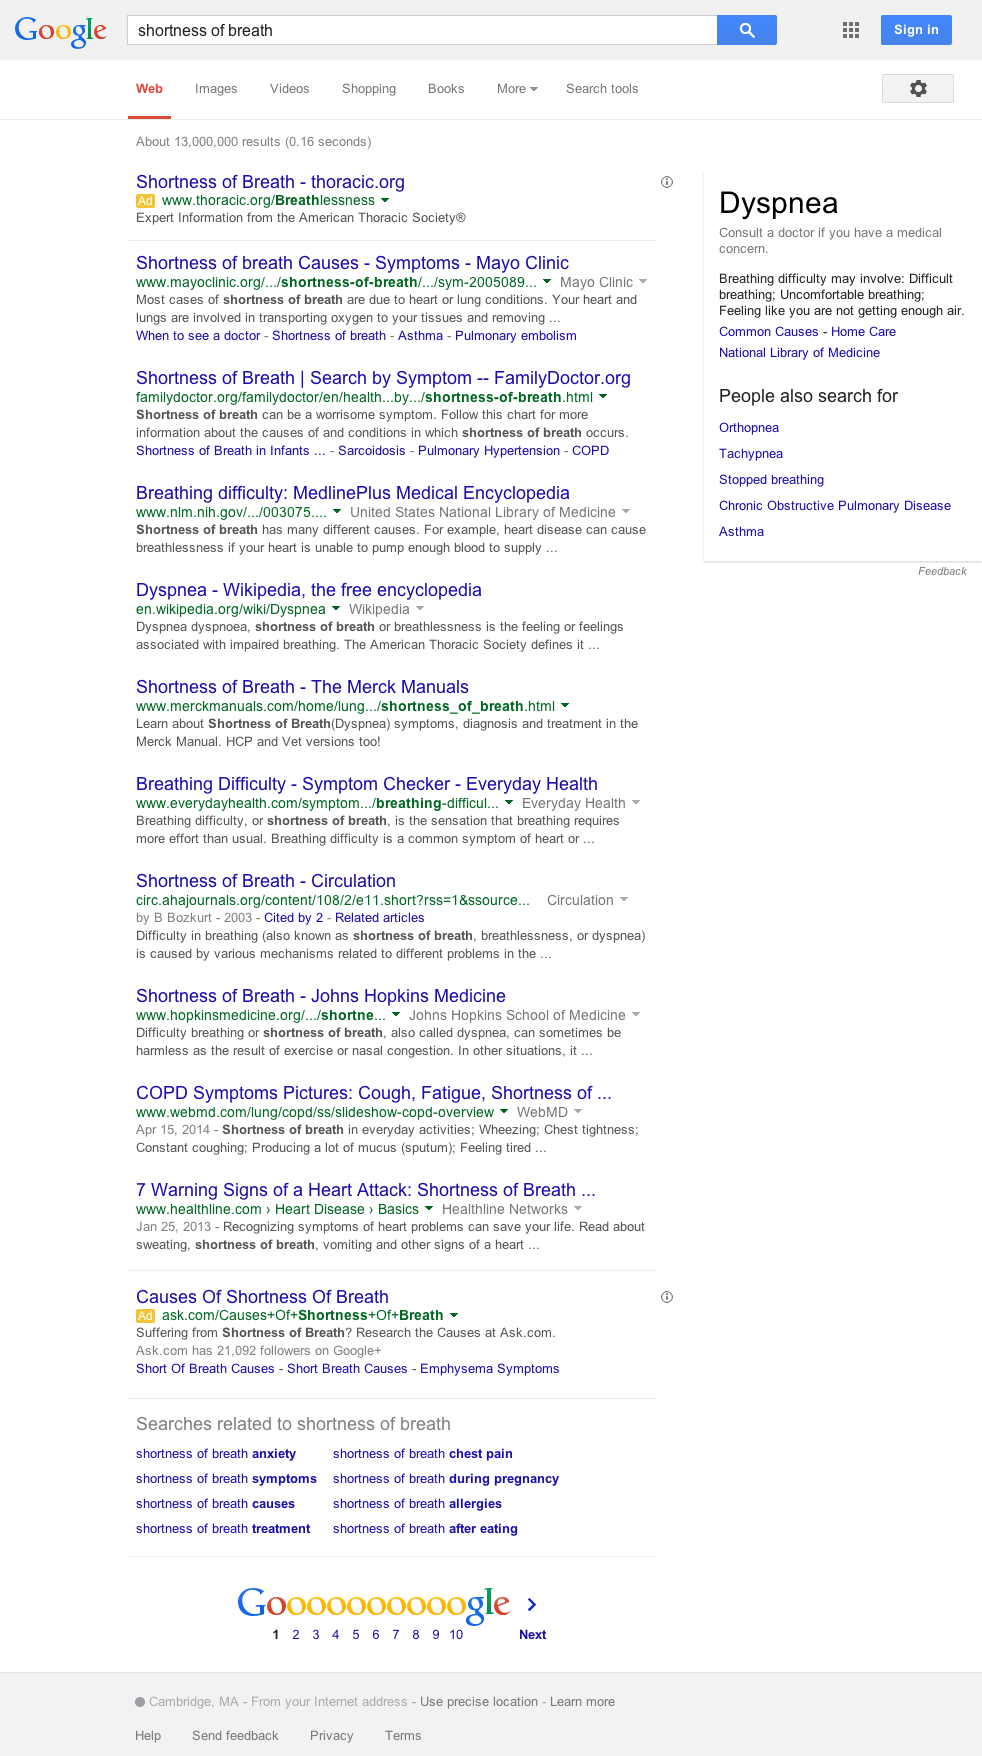 Google
shortness of breath
Sign in
Web Images Videos Shopping Books More Search tools
About 13,000,000 results (0.16 seconds)
Shortness of Breath - thoracic.org
Ad www.thoracic.org/Breathlessness
Expert Information from the American Thoracic Society®
Shortness of breath Causes - Symptoms - Mayo Clinic
www.mayoclinic.org/.../shortness-of-breath/.../sym-2005089... Mayo Clinic
Most cases of shortness of breath are due to heart or lung conditions. Your heart and
lungs are involved in transporting oxygen to your tissues and removing ...
When to see a doctor - Shortness of breath - Asthma - Pulmonary embolism
Shortness of Breath | Search by Symptom -- FamilyDoctor.org
familydoctor.org/familydoctor/en/health...by.../shortness-of-breath.html
Shortness of breath can be a worrisome symptom. Follow this chart for more
information about the causes of and conditions in which shortness of breath occurs.
Shortness of Breath in Infants ... - Sarcoidosis - Pulmonary Hypertension - COPD
Breathing difficulty: MedlinePlus Medical Encyclopedia
www.nlm.nih.gov/.../003075.... United States National Library of Medicine
Shortness of breath has many different causes. For example, heart disease can cause
breathlessness if your heart is unable to pump enough blood to supply ...
Dyspnea - Wikipedia, the free encyclopedia
en.wikipedia.org/wiki/Dyspnea Wikipedia
Dyspnea dyspnoea, shortness of breath or breathlessness is the feeling or feelings
associated with impaired breathing. The American Thoracic Society defines it ...
Shortness of Breath - The Merck Manuals
www.merckmanuals.com/home/lung.../shortness_of_breath.html
Learn about Shortness of Breath(Dyspnea) symptoms, diagnosis and treatment in the
Merck Manual. HCP and Vet versions too!
Breathing Difficulty - Symptom Checker - Everyday Health
www.everydayhealth.com/symptom.../breathing-difficul... Everyday Health
Breathing difficulty, or shortness of breath, is the sensation that breathing requires
more effort than usual. Breathing difficulty is a common symptom of heart or ...
Shortness of Breath - Circulation
circ.ahajournals.org/content/108/2/e11.short?rss=1&ssource... Circulation
by B Bozkurt - 2003 - Cited by 2 - Related articles
Difficulty in breathing (also known as shortness of breath, breathlessness, or dyspnea)
is caused by various mechanisms related to different problems in the ...
Shortness of Breath - Johns Hopkins Medicine
www.hopkinsmedicine.org/.../shortne... Johns Hopkins School of Medicine
Difficulty breathing or shortness of breath, also called dyspnea, can sometimes be
harmless as the result of exercise or nasal congestion. In other situations, it ...
COPD Symptoms Pictures: Cough, Fatigue, Shortness of ...
www.webmd.com/lung/copd/ss/slideshow-copd-overview WebMD
Apr 15, 2014 - Shortness of breath in everyday activities; Wheezing; Chest tightness;
Constant coughing; Producing a lot of mucus (sputum); Feeling tired ...
7 Warning Signs of a Heart Attack: Shortness of Breath ...
www.healthline.com › Heart Disease › Basics Healthline Networks
Jan 25, 2013 - Recognizing symptoms of heart problems can save your life. Read about
sweating, shortness of breath, vomiting and other signs of a heart ...
Causes Of Shortness Of Breath
Ad ask.com/Causes+Of+Shortness+Of+Breath
Suffering from Shortness of Breath? Research the Causes at Ask.com.
Ask.com has 21,092 followers on Google+
Short Of Breath Causes - Short Breath Causes - Emphysema Symptoms
Searches related to shortness of breath
shortness of breath anxiety shortness of breath chest pain
shortness of breath symptoms shortness of breath during pregnancy
shortness of breath causes shortness of breath allergies
shortness of breath treatment shortness of breath after eating
Dyspnea
Consult a doctor if you have a medical
concern.
Breathing difficulty may involve: Difficult
breathing; Uncomfortable breathing;
Feeling like you are not getting enough air.
Common Causes - Home Care
National Library of Medicine
People also search for
Orthopnea
Tachypnea
Stopped breathing
Chronic Obstructive Pulmonary Disease
Asthma
Feedback
Goooooooooogle
1 2 3 4 5 6 7 8 9 10 Next
Cambridge, MA - From your Internet address - Use precise location - Learn more
Help Send feedback Privacy Terms